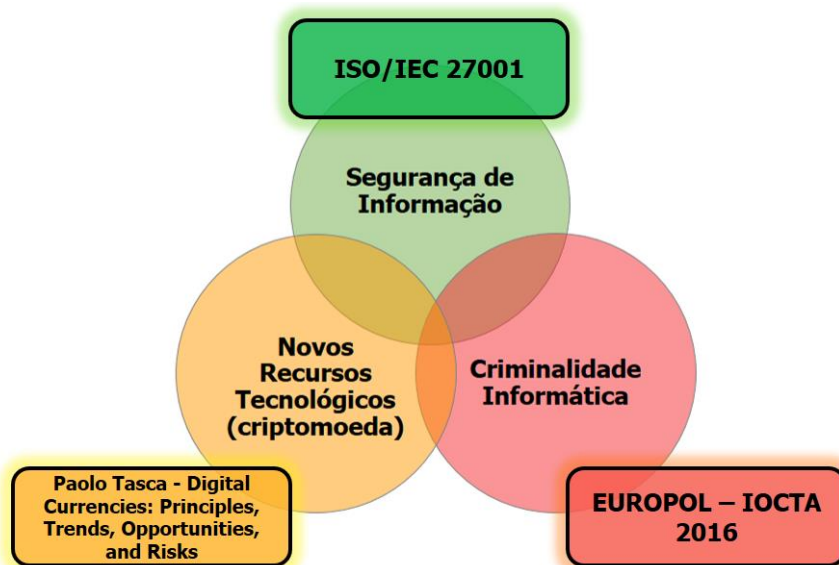 ISO/IEC 27001
Segurança de
Informação
Novos
Recursos
Tecnológicos
(criptomoeda)
Criminalidade
Informática
Paolo Tasca - Digital
Currencies: Principles,
Trends, Opportunities,
and Risks
EUROPOL – IOCTA
2016